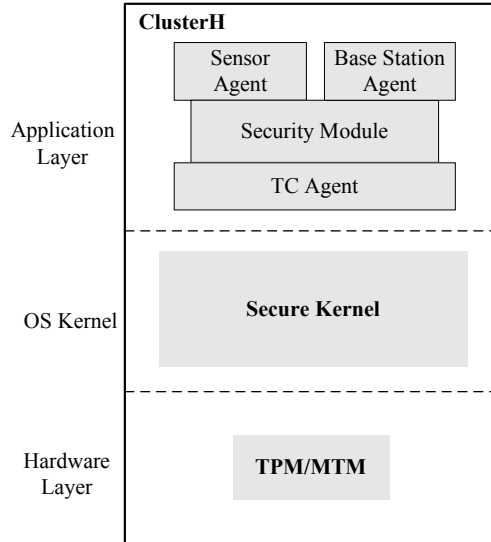 ClusterH
Sensor
Agent
Base Station
Agent
Application
Layer
Security Module
TC Agent
OS Kernel
Secure Kernel
Hardware
Layer
TPM/MTM